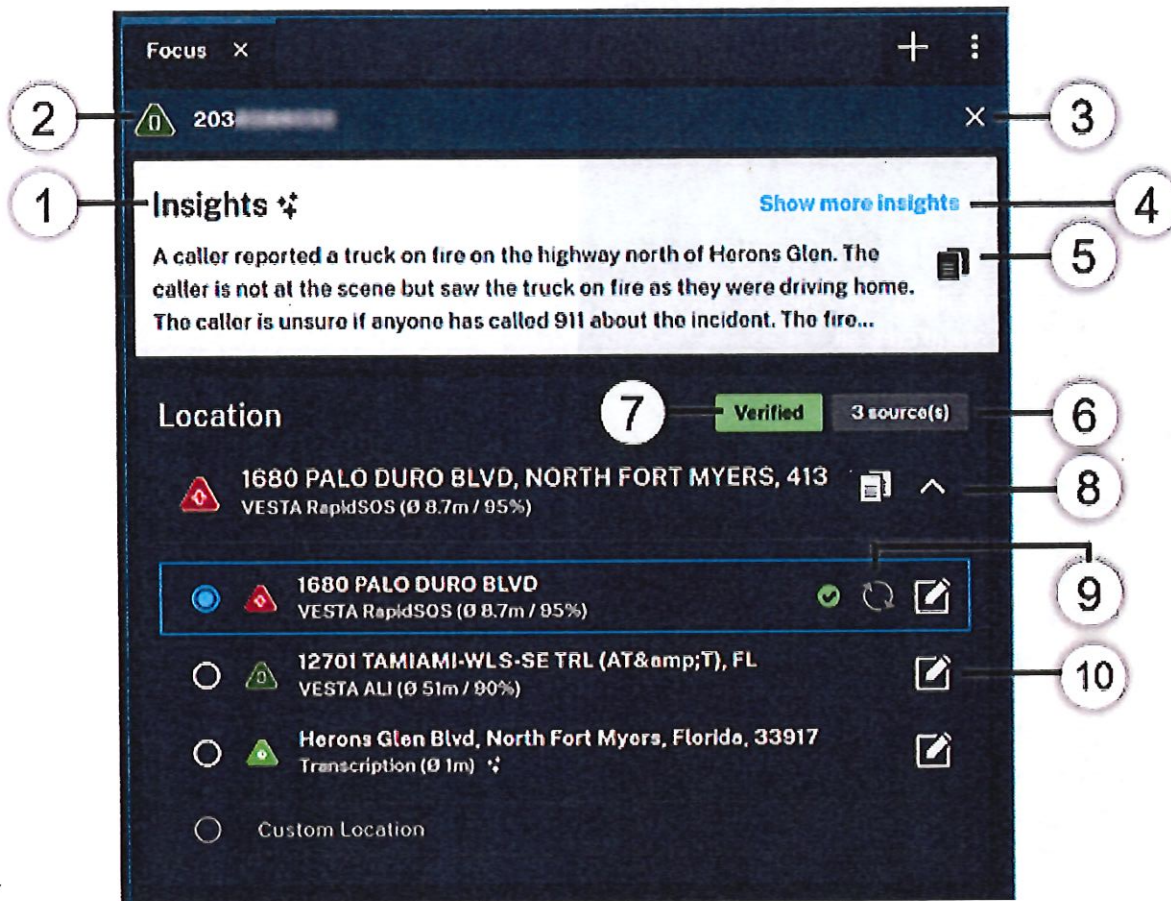 Focus ×
2 203 3
1 Insights Show more insights 4
A caller reported a truck on fire on the highway north of Herons Glen. The 5
caller is not at the scene but saw the truck on fire as they were driving home.
The caller is unsure if anyone has called 911 about the incident. The fire...
Location 7 Verified 3 source(s) 6
1680 PALO DURO BLVD, NORTH FORT MYERS, 413 8
VESTA RapidSOS (Ø 8.7m / 95%)
1680 PALO DURO BLVD 9
VESTA RapidSOS (Ø 8.7m / 95%)
12701 TAMIAMI-WLS-SE TRL (AT&amp;T), FL 10
VESTA ALI (Ø 51m / 90%)
Herons Glen Blvd, North Fort Myers, Florida, 33917
Transcription (Ø 1m)
Custom Location